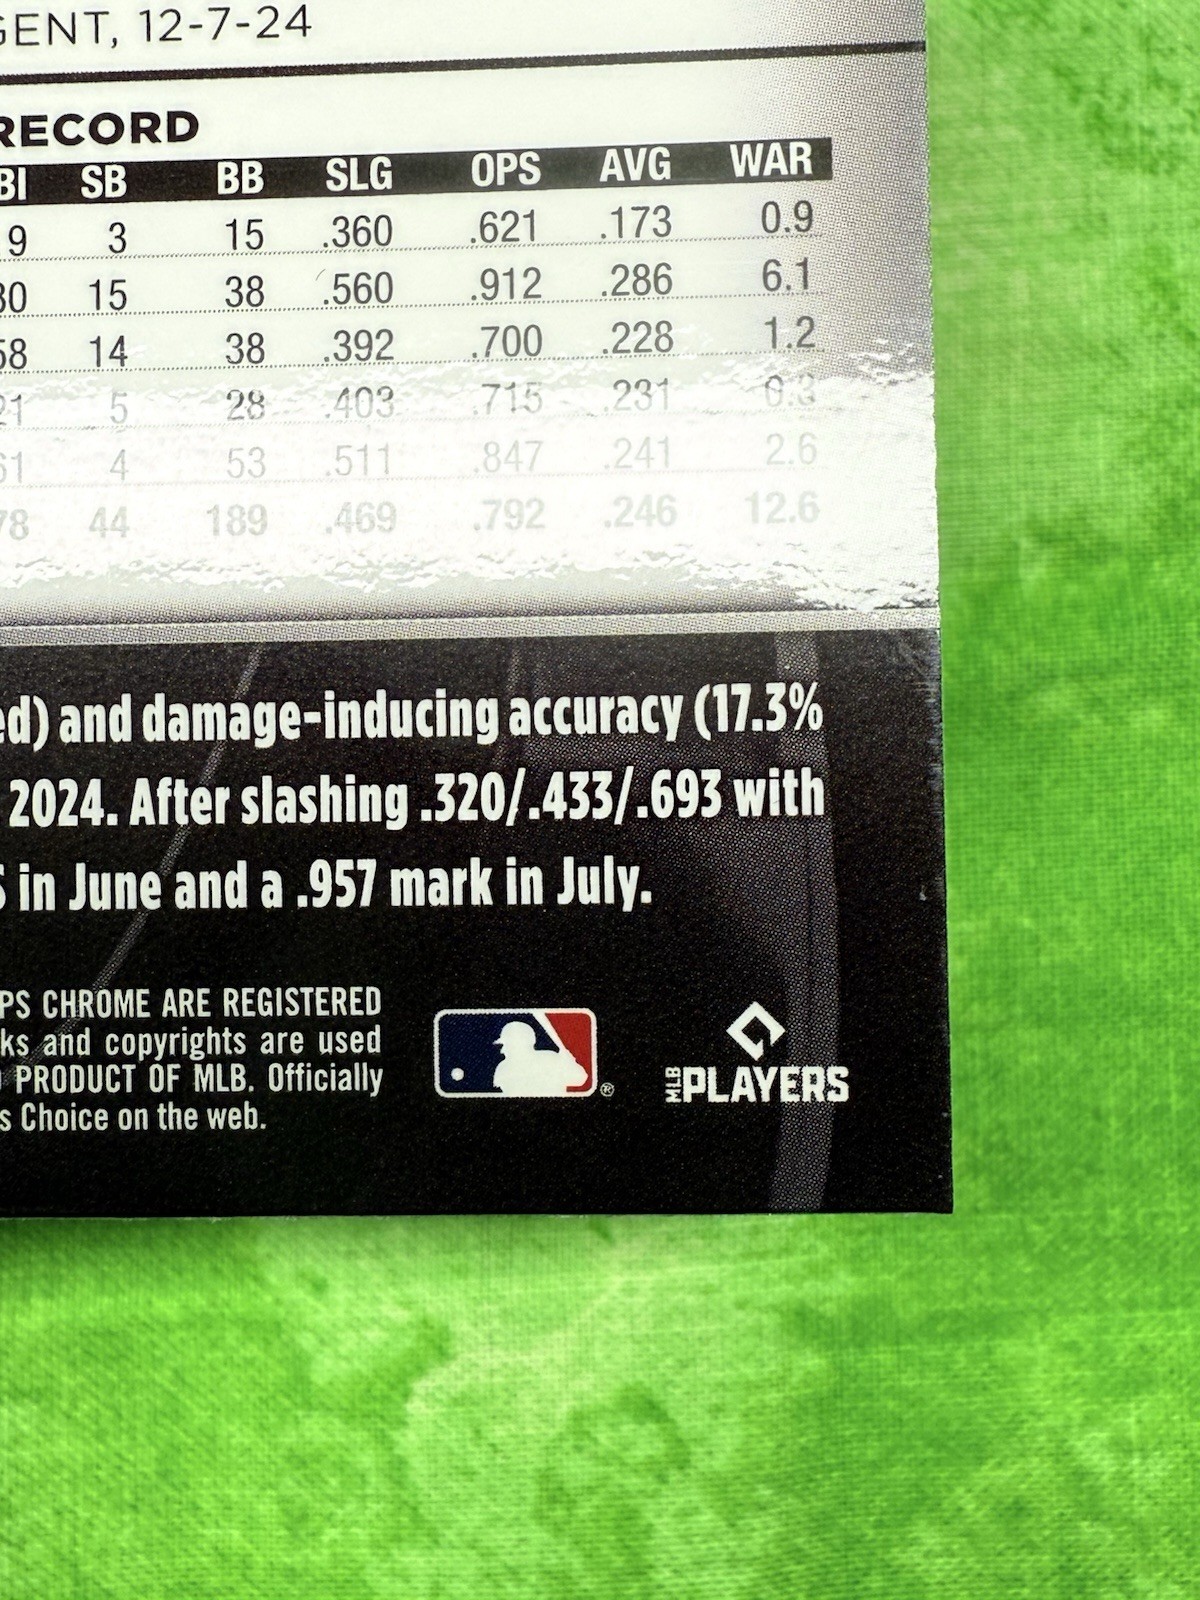 GENT, 12-7-24
RECORD
BI SB BB SLG OPS AVG WAR
9 3 15 .360 .621 .173 0.9
80 15 38 .560 .912 .286 6.1
58 14 38 .392 .700 .228 1.2
21 5 28 .403 .715 .231 0.3
61 4 53 .511 .847 .241 2.6
78 44 189 .469 .792 .246 12.6
ed) and damage-inducing accuracy (17.3%
2024. After slashing .320/.433/.693 with
S in June and a .957 mark in July.
PS CHROME ARE REGISTERED
ks and copyrights are used
PRODUCT OF MLB. Officially
s Choice on the web.
®
MLB PLAYERS